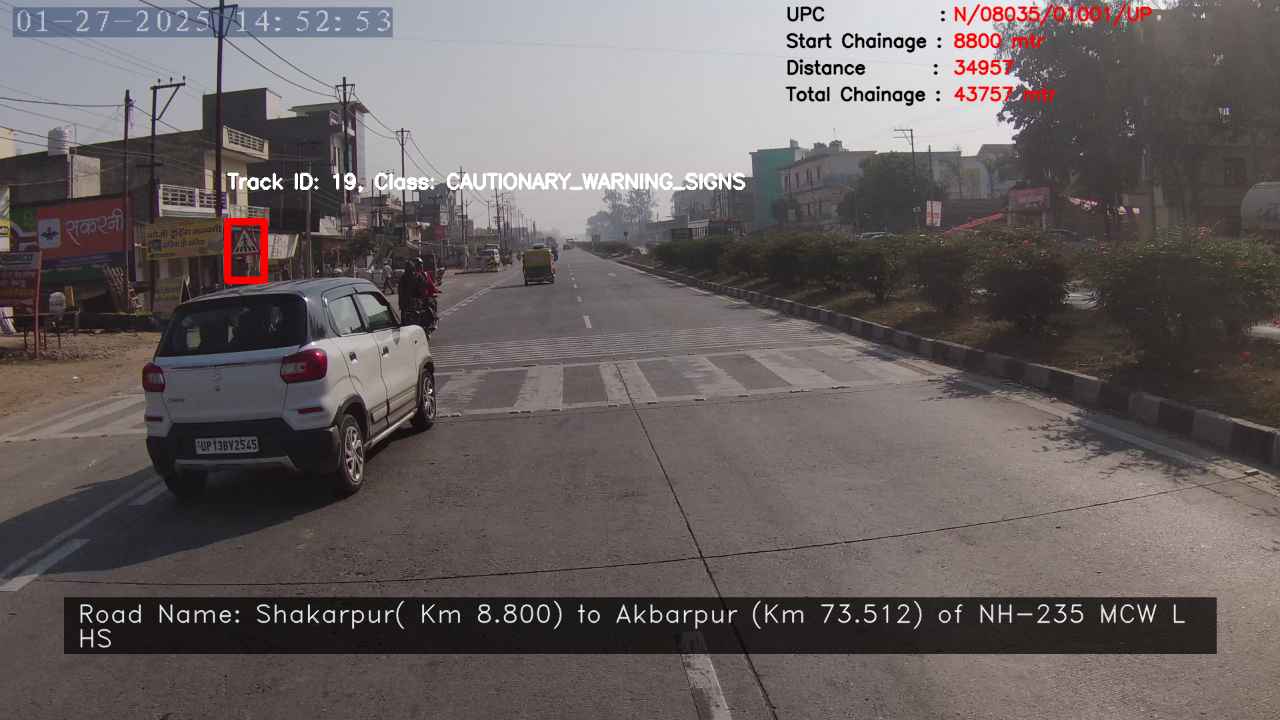 01-27-2025 14:52:53
UPC : N/08035/01001/UP
Start Chainage : 8800 mtr
Distance : 34957
Total Chainage : 43757 mtr
Track ID: 19, Class: CAUTIONARY_WARNING_SIGNS
सकरनी
UP13BV2545
Road Name: Shakarpur( Km 8.800) to Akbarpur (Km 73.512) of NH-235 MCW L
HS